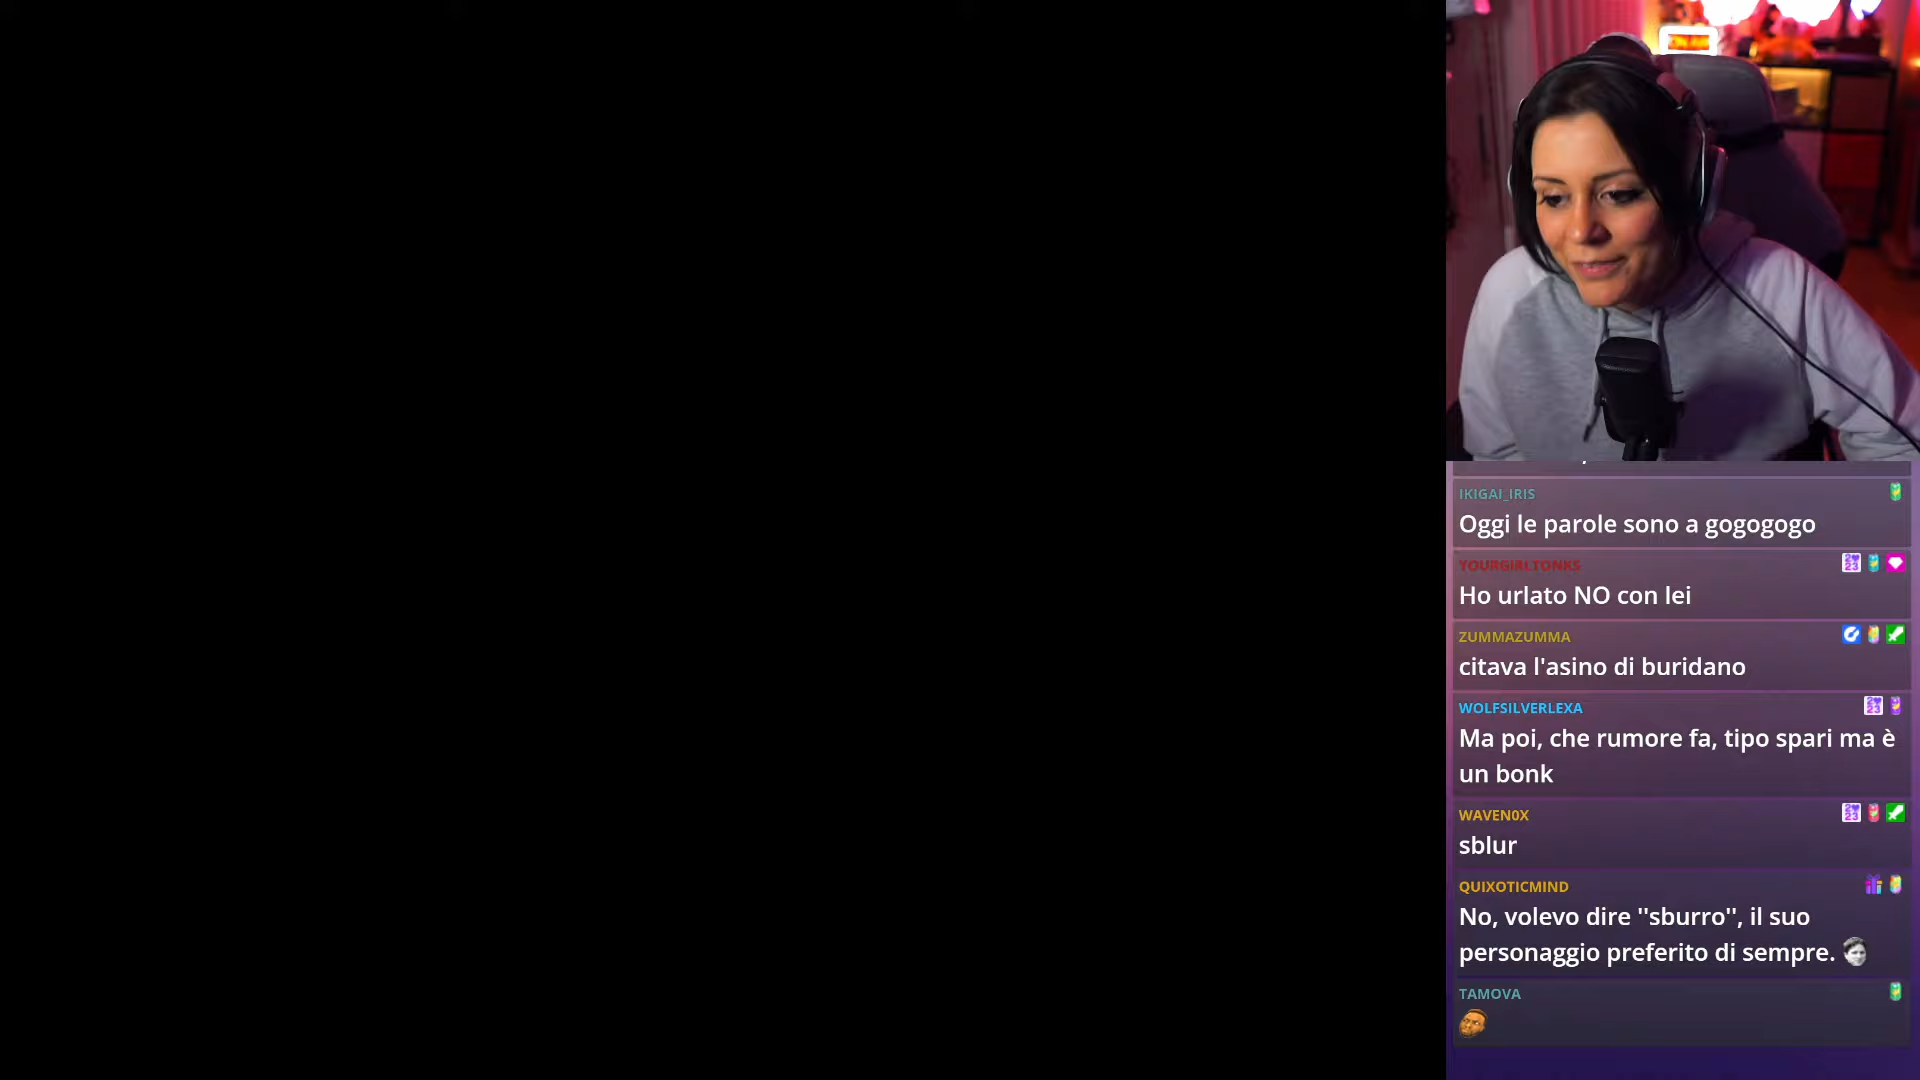 IKIGAI_IRIS
Oggi le parole sono a gogogogo
YOURGIRLTONKS
Ho urlato NO con lei
ZUMMAZUMMA
citava l'asino di buridano
WOLFSILVERLEXA
Ma poi, che rumore fa, tipo spari ma è
un bonk
WAVEN0X
sblur
QUIXOTICMIND
No, volevo dire ''sburro'', il suo
personaggio preferito di sempre.
TAMOVA